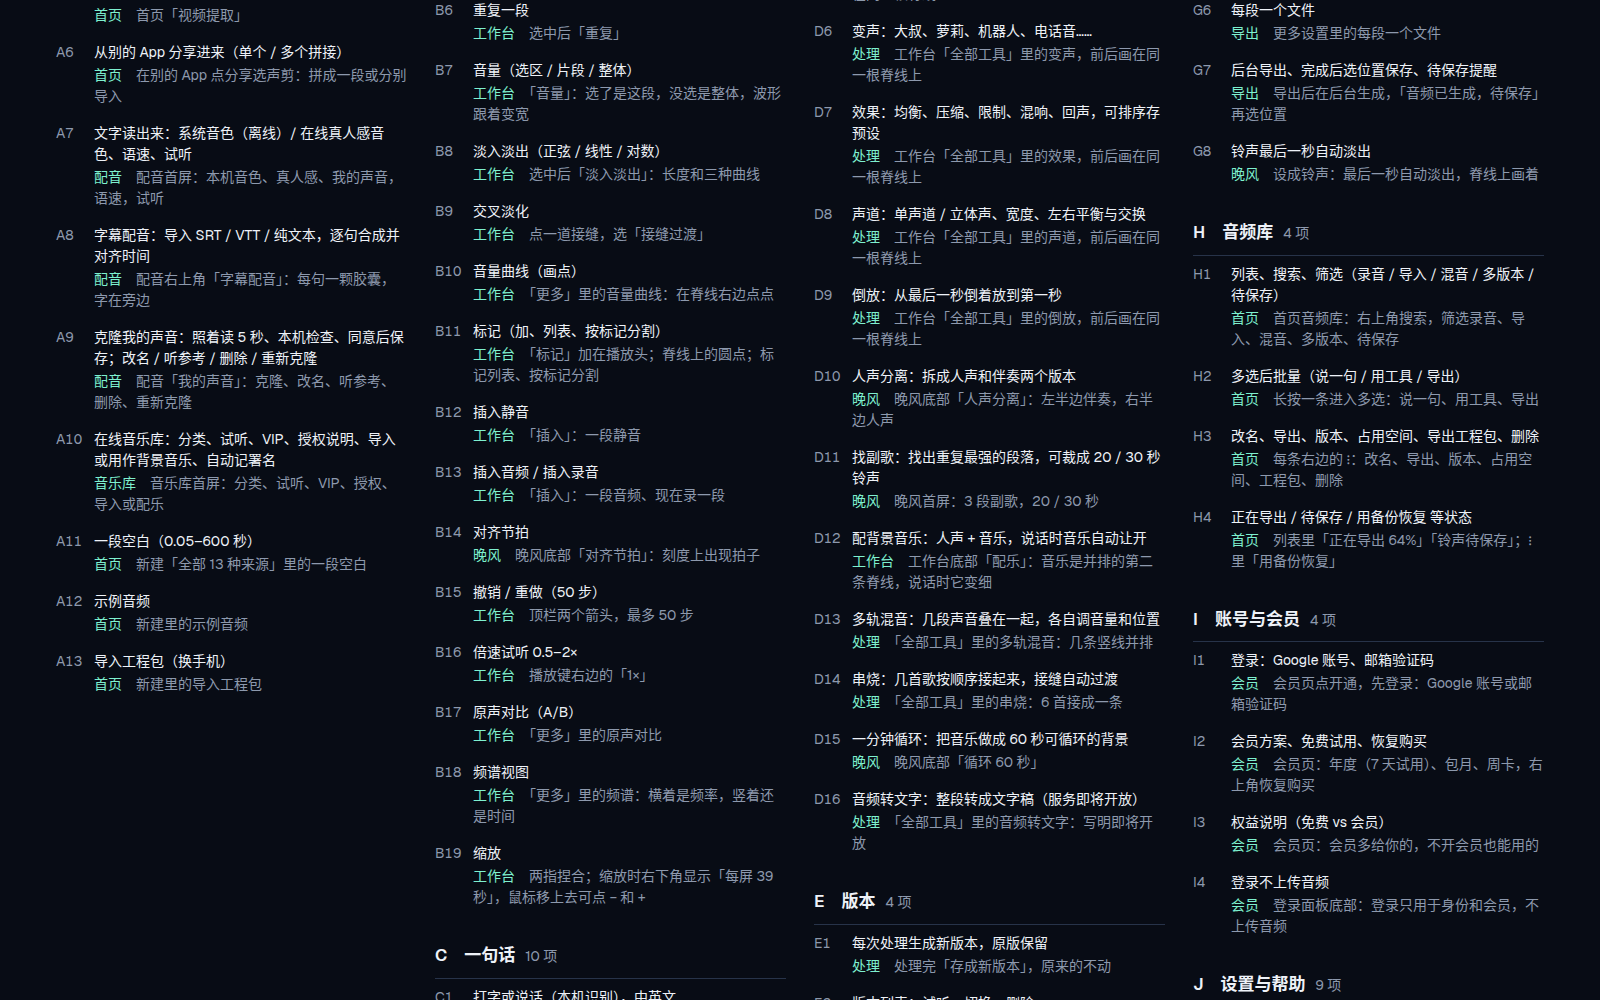 首页 首页「视频提取」
A6 从别的 App 分享进来（单个 / 多个拼接）
首页 在别的 App 点分享选声剪：拼成一段或分别
导入
A7 文字读出来：系统音色（离线）/ 在线真人感音
色、语速、试听
配音 配音首屏：本机音色、真人感、我的声音，
语速，试听
A8 字幕配音：导入 SRT / VTT / 纯文本，逐句合成并
对齐时间
配音 配音右上角「字幕配音」：每句一颗胶囊，
字在旁边
A9 克隆我的声音：照着读 5 秒、本机检查、同意后保
存；改名 / 听参考 / 删除 / 重新克隆
配音 配音「我的声音」：克隆、改名、听参考、
删除、重新克隆
A10 在线音乐库：分类、试听、VIP、授权说明、导入
或用作背景音乐、自动记署名
音乐库 音乐库首屏：分类、试听、VIP、授权、
导入或配乐
A11 一段空白（0.05–600 秒）
首页 新建「全部 13 种来源」里的一段空白
A12 示例音频
首页 新建里的示例音频
A13 导入工程包（换手机）
首页 新建里的导入工程包
B6 重复一段
工作台 选中后「重复」
B7 音量（选区 / 片段 / 整体）
工作台 「音量」：选了是这段，没选是整体，波形
跟着变宽
B8 淡入淡出（正弦 / 线性 / 对数）
工作台 选中后「淡入淡出」：长度和三种曲线
B9 交叉淡化
工作台 点一道接缝，选「接缝过渡」
B10 音量曲线（画点）
工作台 「更多」里的音量曲线：在脊线右边点点
B11 标记（加、列表、按标记分割）
工作台 「标记」加在播放头；脊线上的圆点；标
记列表、按标记分割
B12 插入静音
工作台 「插入」：一段静音
B13 插入音频 / 插入录音
工作台 「插入」：一段音频、现在录一段
B14 对齐节拍
晚风 晚风底部「对齐节拍」：刻度上出现拍子
B15 撤销 / 重做（50 步）
工作台 顶栏两个箭头，最多 50 步
B16 倍速试听 0.5–2×
工作台 播放键右边的「1×」
B17 原声对比（A/B）
工作台 「更多」里的原声对比
B18 频谱视图
工作台 「更多」里的频谱：横着是频率，竖着还
是时间
B19 缩放
工作台 两指捏合；缩放时右下角显示「每屏 39
秒」，鼠标移上去可点 − 和 +
C 一句话 10 项
C1 打字或说话（本机识别），中英文
D6 变声：大叔、萝莉、机器人、电话音……
处理 工作台「全部工具」里的变声，前后画在同
一根脊线上
D7 效果：均衡、压缩、限制、混响、回声，可排序存
预设
处理 工作台「全部工具」里的效果，前后画在同
一根脊线上
D8 声道：单声道 / 立体声、宽度、左右平衡与交换
处理 工作台「全部工具」里的声道，前后画在同
一根脊线上
D9 倒放：从最后一秒倒着放到第一秒
处理 工作台「全部工具」里的倒放，前后画在同
一根脊线上
D10 人声分离：拆成人声和伴奏两个版本
晚风 晚风底部「人声分离」：左半边伴奏，右半
边人声
D11 找副歌：找出重复最强的段落，可裁成 20 / 30 秒
铃声
晚风 晚风首屏：3 段副歌，20 / 30 秒
D12 配背景音乐：人声 + 音乐，说话时音乐自动让开
工作台 工作台底部「配乐」：音乐是并排的第二
条脊线，说话时它变细
D13 多轨混音：几段声音叠在一起，各自调音量和位置
处理 「全部工具」里的多轨混音：几条竖线并排
D14 串烧：几首歌按顺序接起来，接缝自动过渡
处理 「全部工具」里的串烧：6 首接成一条
D15 一分钟循环：把音乐做成 60 秒可循环的背景
晚风 晚风底部「循环 60 秒」
D16 音频转文字：整段转成文字稿（服务即将开放）
处理 「全部工具」里的音频转文字：写明即将开
放
E 版本 4 项
E1 每次处理生成新版本，原版保留
处理 处理完「存成新版本」，原来的不动
G6 每段一个文件
导出 更多设置里的每段一个文件
G7 后台导出、完成后选位置保存、待保存提醒
导出 导出后在后台生成，「音频已生成，待保存」
再选位置
G8 铃声最后一秒自动淡出
晚风 设成铃声：最后一秒自动淡出，脊线上画着
H 音频库 4 项
H1 列表、搜索、筛选（录音 / 导入 / 混音 / 多版本 /
待保存）
首页 首页音频库：右上角搜索，筛选录音、导
入、混音、多版本、待保存
H2 多选后批量（说一句 / 用工具 / 导出）
首页 长按一条进入多选：说一句、用工具、导出
H3 改名、导出、版本、占用空间、导出工程包、删除
首页 每条右边的 ⋮：改名、导出、版本、占用空
间、工程包、删除
H4 正在导出 / 待保存 / 用备份恢复 等状态
首页 列表里「正在导出 64%」「铃声待保存」；⋮
里「用备份恢复」
I 账号与会员 4 项
I1 登录：Google 账号、邮箱验证码
会员 会员页点开通，先登录：Google 账号或邮
箱验证码
I2 会员方案、免费试用、恢复购买
会员 会员页：年度（7 天试用）、包月、周卡，右
上角恢复购买
I3 权益说明（免费 vs 会员）
会员 会员页：会员多给你的，不开会员也能用的
I4 登录不上传音频
会员 登录面板底部：登录只用于身份和会员，不
上传音频
J 设置与帮助 9 项